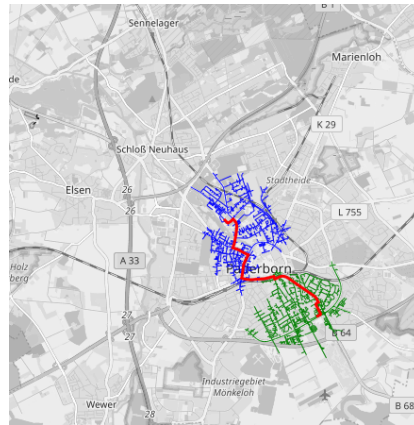 B 1
Sennelager
Marienloh
K 29
Schloß Neuhaus
Stadtheide
Elsen
26
26
L 755
A 33
Holz
berg
Paderborn
27
27
B 64
Industriegebiet
Mönkeloh
Wewer
28
B 68